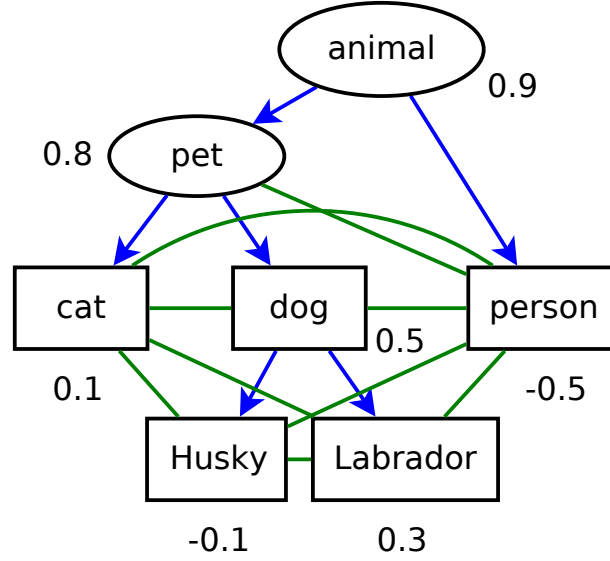 animal
0.9
0.8
pet
cat
dog
person
0.5
0.1
-0.5
Husky
Labrador
-0.1
0.3